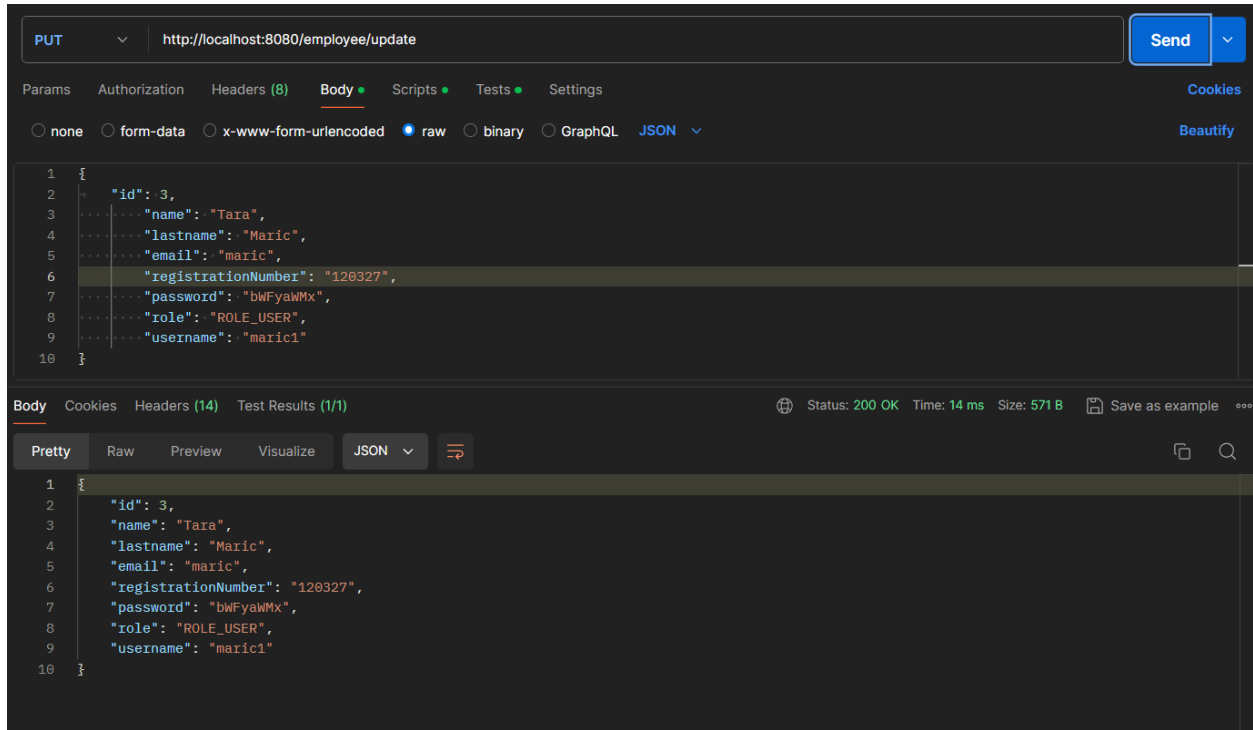 PUT http://localhost:8080/employee/update Send
Params Authorization Headers (8) Body Scripts Tests Settings Cookies
none form-data x-www-form-urlencoded raw binary GraphQL JSON Beautify
1 {
2 "id": 3,
3 "name": "Tara",
4 "lastname": "Maric",
5 "email": "maric",
6 "registrationNumber": "120327",
7 "password": "bWFyaWMx",
8 "role": "ROLE_USER",
9 "username": "maric1"
10 }
Body Cookies Headers (14) Test Results (1/1) Status: 200 OK Time: 14 ms Size: 571 B Save as example
Pretty Raw Preview Visualize JSON
1 {
2 "id": 3,
3 "name": "Tara",
4 "lastname": "Maric",
5 "email": "maric",
6 "registrationNumber": "120327",
7 "password": "bWFyaWMx",
8 "role": "ROLE_USER",
9 "username": "maric1"
10 }